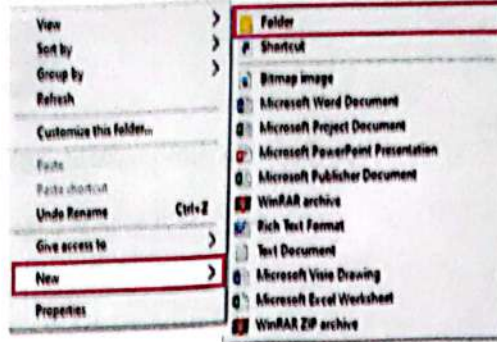 View
Sort by
Group by
Refresh
Customize this folder...
Paste
Paste shortcut
Undo Rename Ctrl+Z
Give access to
New
Properties
Folder
Shortcut
Bitmap image
Microsoft Word Document
Microsoft Project Document
Microsoft PowerPoint Presentation
Microsoft Publisher Document
WinRAR archive
Rich Text Format
Text Document
Microsoft Visio Drawing
Microsoft Excel Worksheet
WinRAR ZIP archive